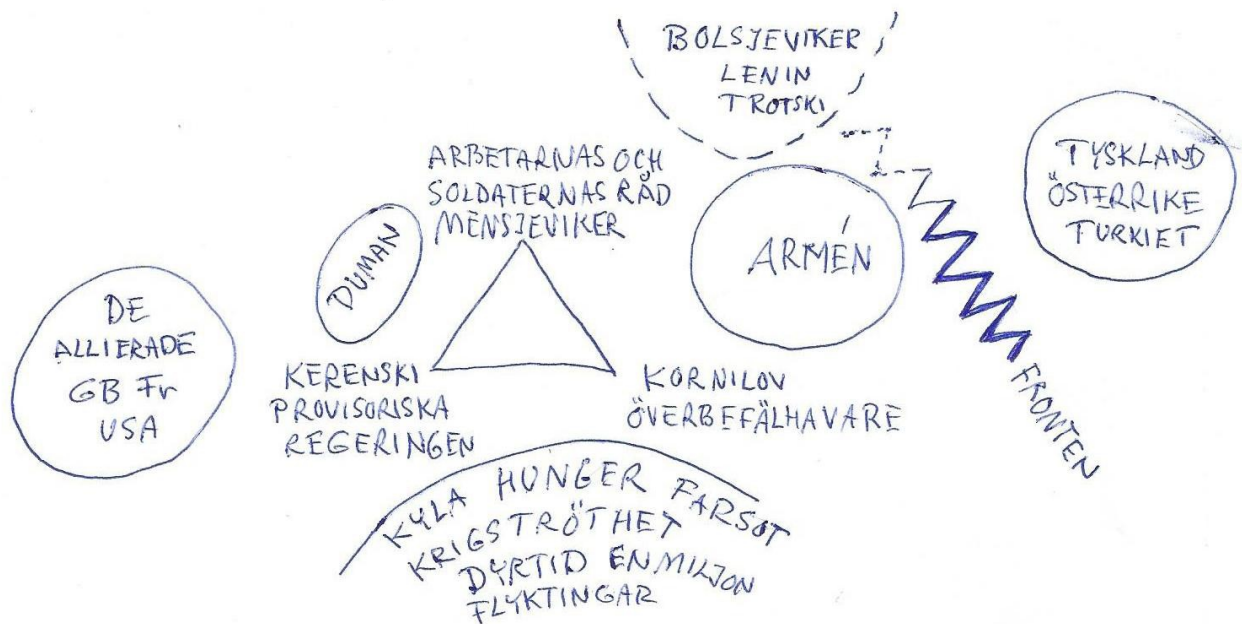 BOLSJEVIKER
LENIN
TROTSKI
TYSKLAND
ÖSTERRIKE
TURKIET
ARBETARNAS OCH
SOLDATERNAS RÅD
MENSJEVIKER
DUMAN
ARMÉN
DE
ALLIERADE
GB Fr
USA
KERENSKI
PROVISORISKA
REGERINGEN
KORNILOV
ÖVERBEFÄLHAVARE
FRONTEN
KYLA HUNGER FARSOT
KRIGSTRÖTHET
DYRTID EN MILJON
FLYKTINGAR